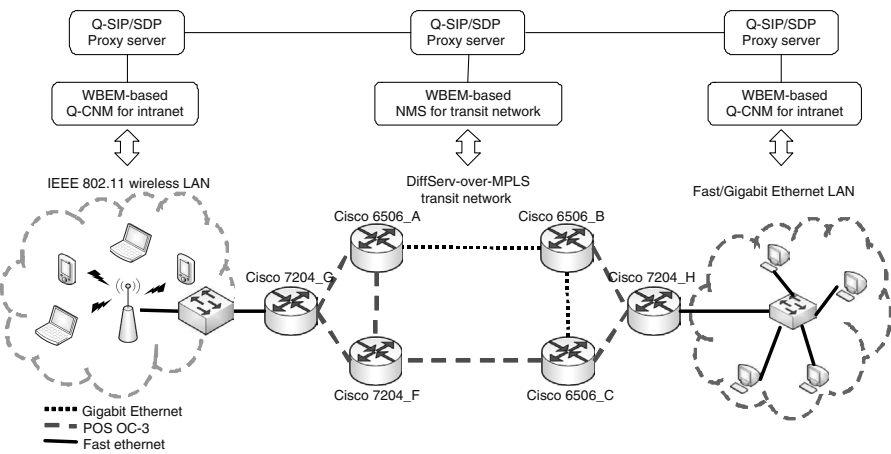 Q-SIP/SDP
Proxy server
Q-SIP/SDP
Proxy server
Q-SIP/SDP
Proxy server
WBEM-based
Q-CNM for intranet
WBEM-based
NMS for transit network
WBEM-based
Q-CNM for intranet
IEEE 802.11 wireless LAN
DiffServ-over-MPLS
transit network
Fast/Gigabit Ethernet LAN
Cisco 6506_A
Cisco 6506_B
Cisco 7204_G
Cisco 7204_H
Cisco 7204_F
Cisco 6506_C
Gigabit Ethernet
POS OC-3
Fast ethernet